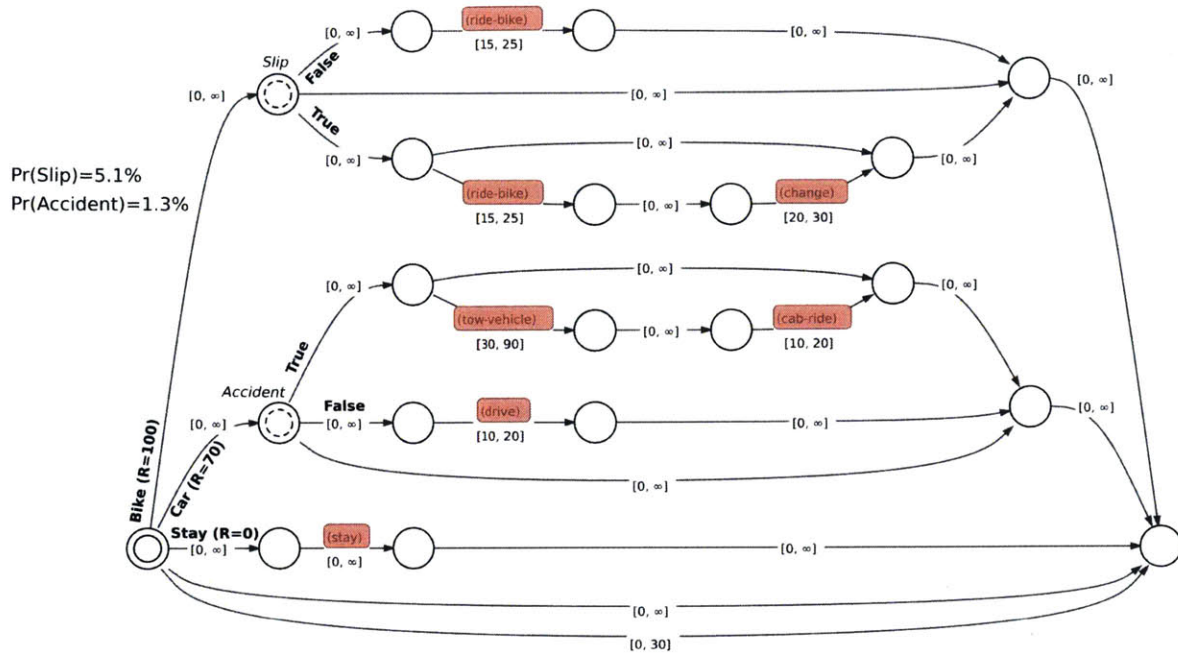 (ride-bike)
[0, ∞]
[0, ∞]
[15, 25]
Slip
False
[0, ∞]
[0, ∞]
True
[0, ∞]
[0, ∞]
[0, ∞]
Pr(Slip)=5.1%
Pr(Accident)=1.3%
(ride-bike)
(change)
[0, ∞]
[15, 25]
[20, 30]
[0, ∞]
[0, ∞]
[0, ∞]
(tow-vehicle)
(cab-ride)
[0, ∞]
[30, 90]
[10, 20]
True
Accident
False
(drive)
[0, ∞]
[0, ∞]
[0, ∞]
[0, ∞]
[10, 20]
Bike (R=100)
Car (R=70)
[0, ∞]
Stay (R=0)
(stay)
[0, ∞]
[0, ∞]
[0, ∞]
[0, ∞]
[0, 30]